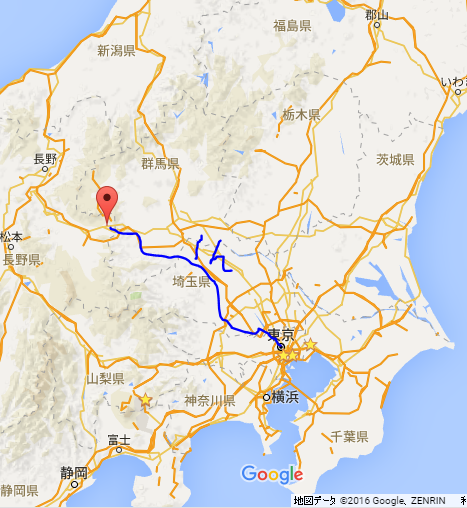 福島県
郡山
新潟県
いわき
栃木県
長野
群馬県
茨城県
松本
長野県
埼玉県
東京
山梨県
神奈川県
横浜
富士
千葉県
静岡
静岡県
Google
地図データ ©2016 Google、ZENRIN